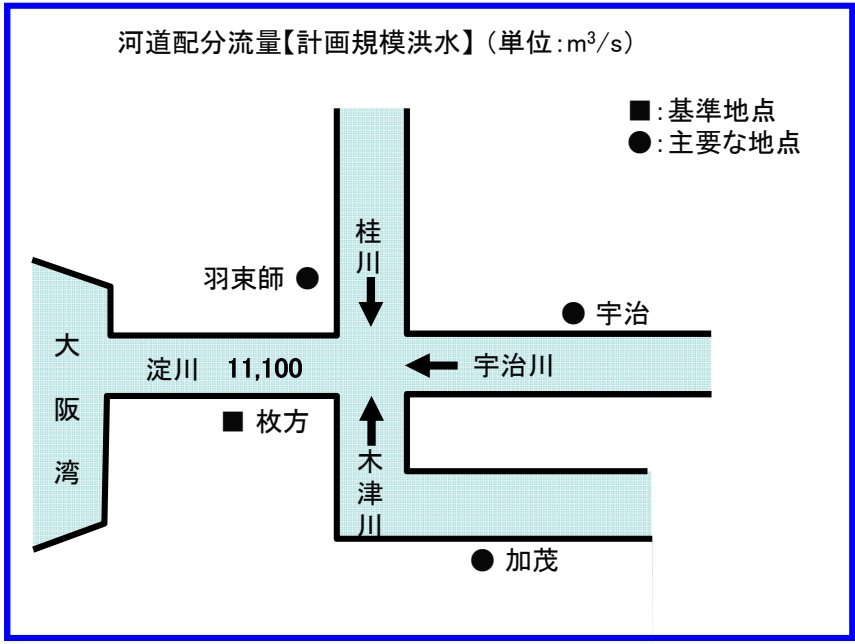 河道配分流量【計画規模洪水】（単位：m³/s）
■：基準地点
●：主要な地点
桂川
羽束師 ●
● 宇治
大阪湾
淀川 11,100
宇治川
■ 枚方
木津川
● 加茂